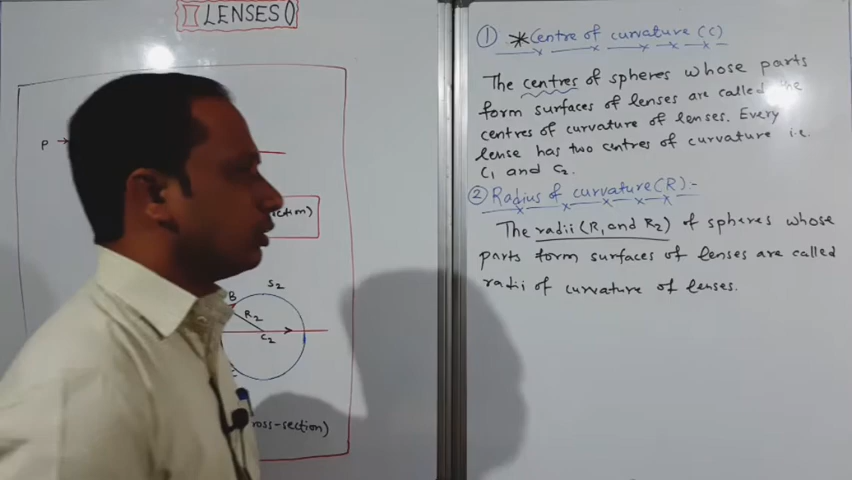 LENSES()
P
ction)
B
S2
R2
C2
ross-section)
① *Centre of curvature (C)
The centres of spheres whose parts
form surfaces of lenses are called the
centres of curvature of lenses. Every
lense has two centres of curvature i.e.
C1 and C2.
② Radius of curvature(R):-
The radii (R1 and R2) of spheres whose
parts form surfaces of lenses are called
radii of curvature of lenses.